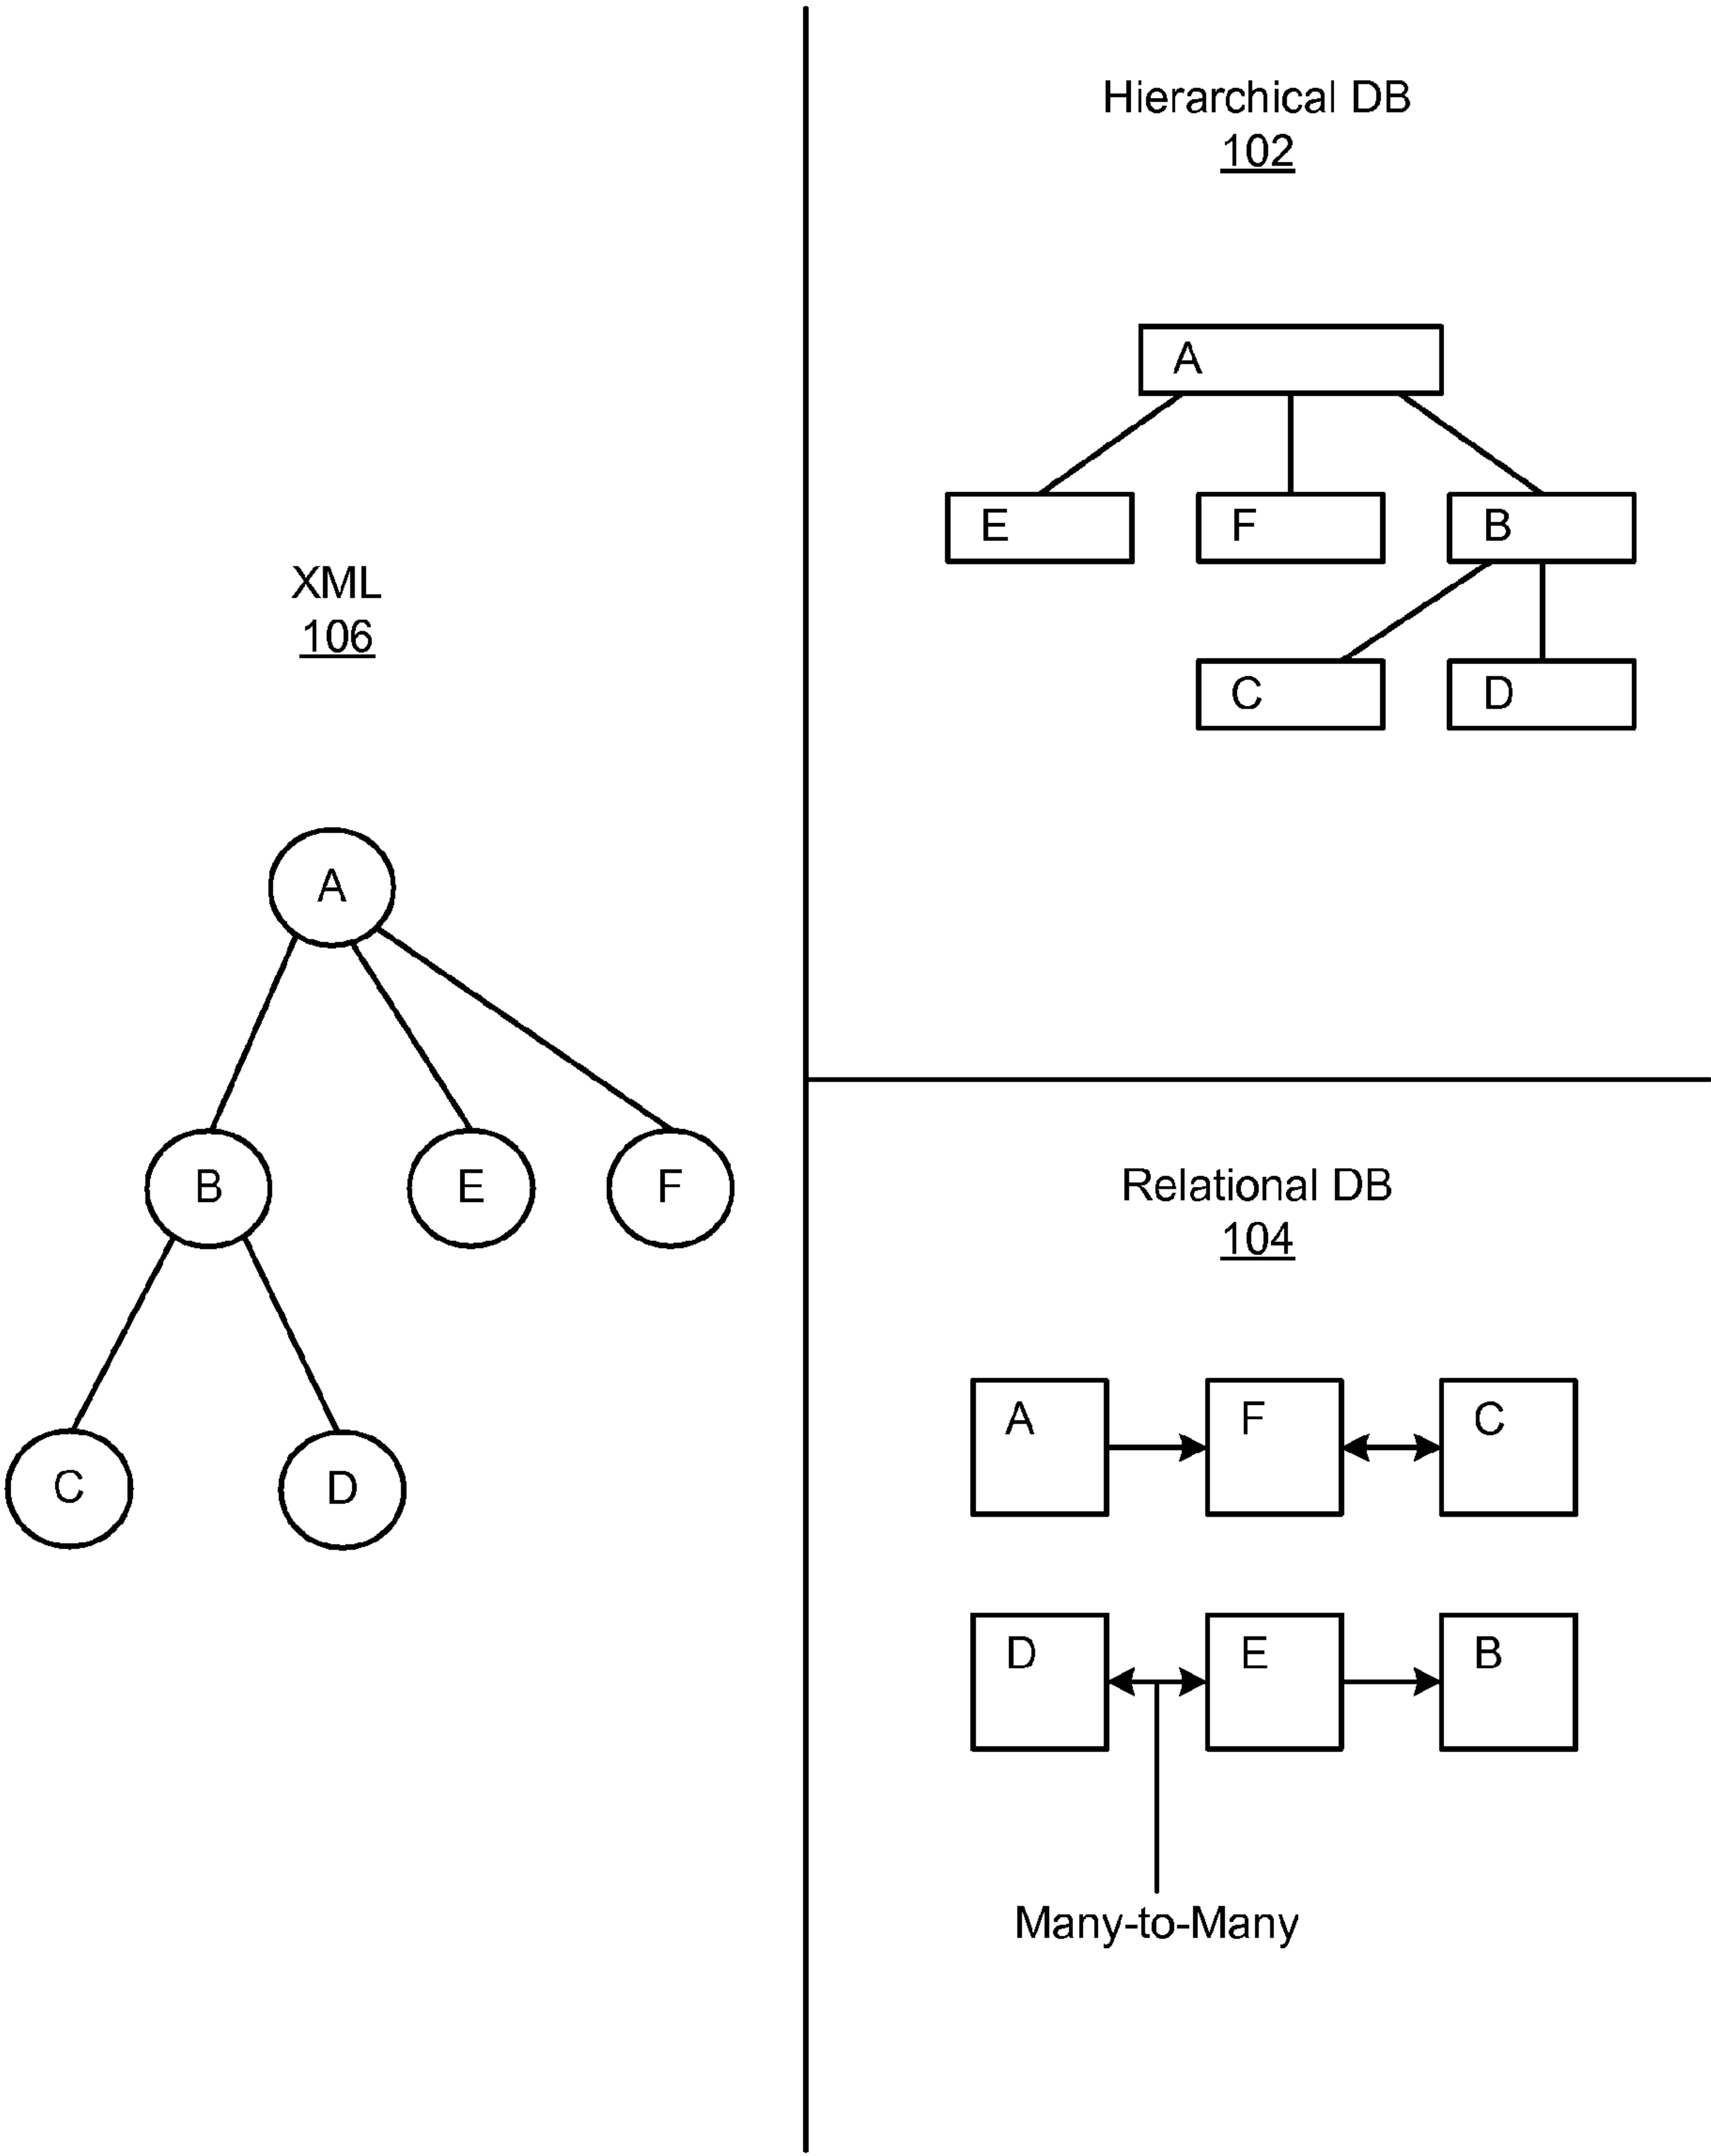 XML
106
A
B E F
C D
Hierarchical DB
102
A
E F B
C D
Relational DB
104
A F C
D E B
Many-to-Many